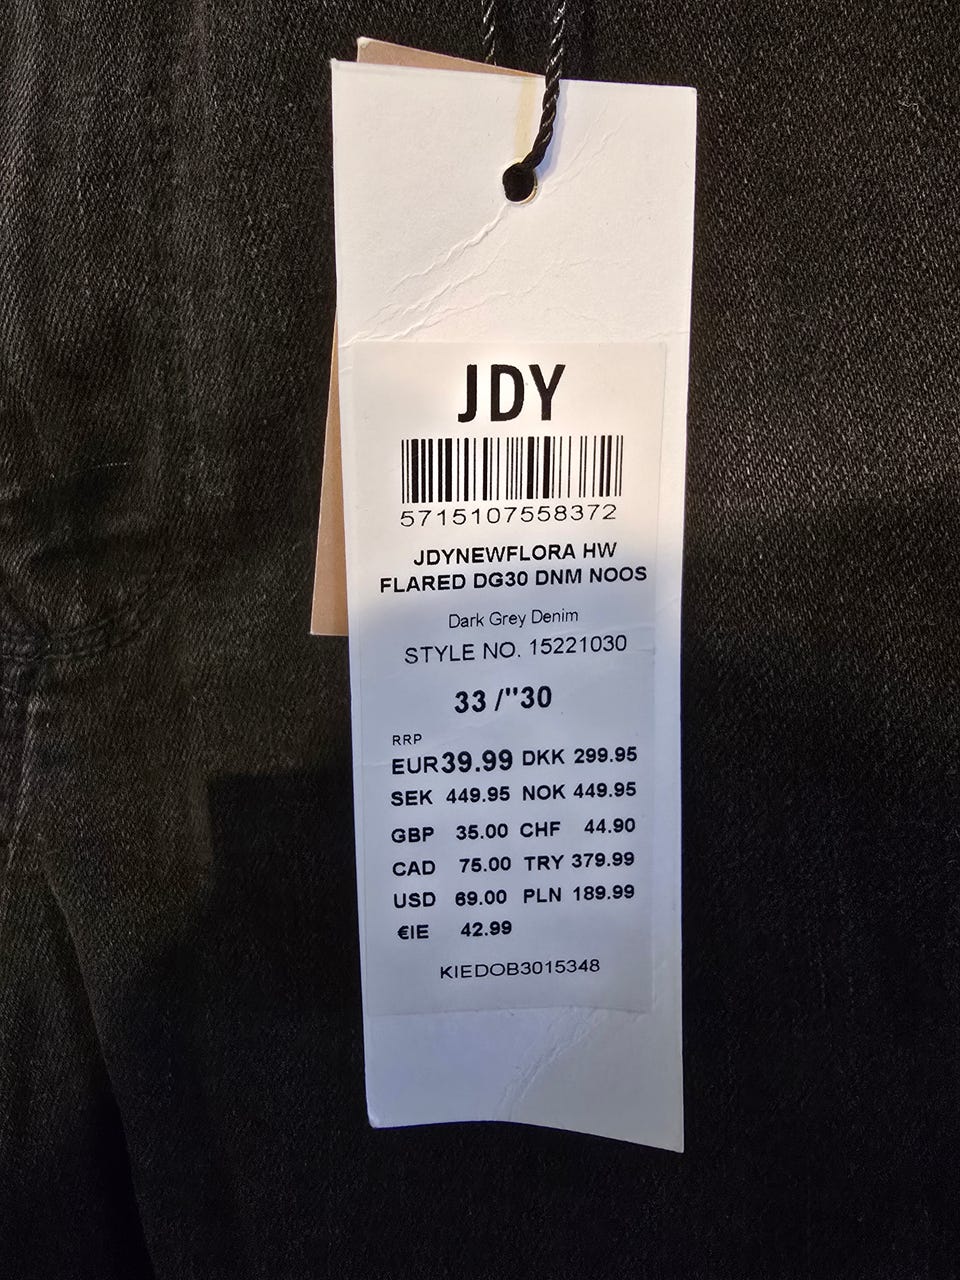 JDY
5715107558372
JDYNEWFLORA HW
FLARED DG30 DNM NOOS
Dark Grey Denim
STYLE NO. 15221030
33 /"30
RRP
EUR 39.99 DKK 299.95
SEK 449.95 NOK 449.95
GBP 35.00 CHF 44.90
CAD 75.00 TRY 379.99
USD 69.00 PLN 189.99
€IE 42.99
KIEDOB3015348